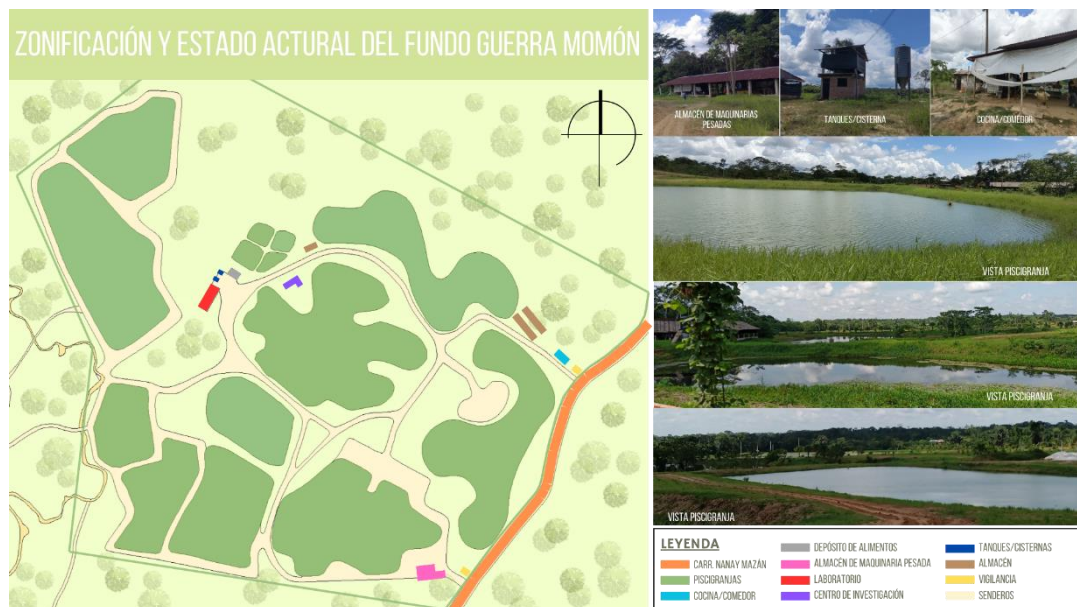 ZONIFICACIÓN Y ESTADO ACTURAL DEL FUNDO GUERRA MOMÓN
ALMACÉN DE MAQUINARIAS
PESADAS
TANQUES/CISTERNA
COCINA/COMEDOR
VISTA PISCIGRANJA
VISTA PISCIGRANJA
VISTA PISCIGRANJA
LEYENDA
CARR. NANAY MAZÁN
PISCIGRANJAS
COCINA/COMEDOR
DEPÓSITO DE ALIMENTOS
ALMACÉN DE MAQUINARIA PESADA
LABORATORIO
CENTRO DE INVESTIGACIÓN
TANQUES/CISTERNAS
ALMACÉN
VIGILANCIA
SENDEROS